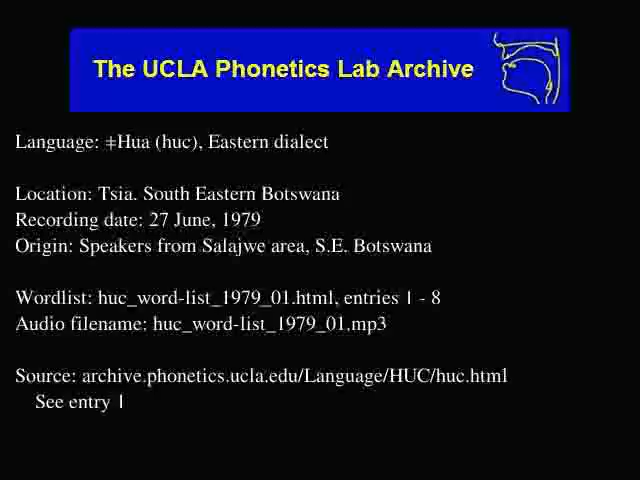 The UCLA Phonetics Lab Archive
Language: ǂHua (huc), Eastern dialect
Location: Tsia. South Eastern Botswana
Recording date: 27 June, 1979
Origin: Speakers from Salajwe area, S.E. Botswana
Wordlist: huc_word-list_1979_01.html, entries 1 - 8
Audio filename: huc_word-list_1979_01.mp3
Source: archive.phonetics.ucla.edu/Language/HUC/huc.html
See entry 1